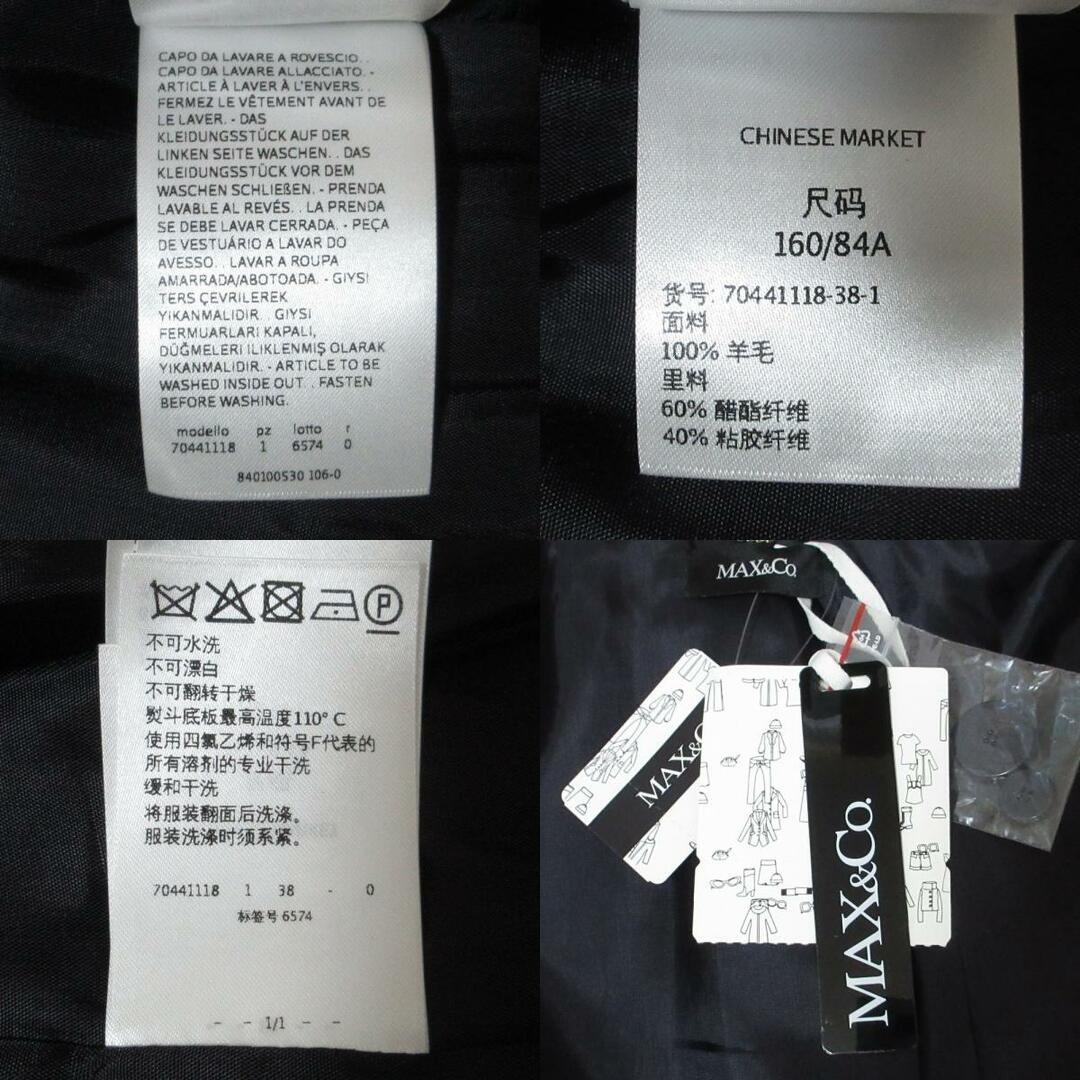 CAPO DA LAVARE A ROVESCIO. .
CAPO DA LAVARE ALLACCIATO. -
ARTICLE À LAVER À L'ENVERS. .
FERMEZ LE VÊTEMENT AVANT DE
LE LAVER. - DAS
KLEIDUNGSSTÜCK AUF DER
LINKEN SEITE WASCHEN. . DAS
KLEIDUNGSSTÜCK VOR DEM
WASCHEN SCHLIEßEN. - PRENDA
LAVABLE AL REVÉS. . LA PRENDA
SE DEBE LAVAR CERRADA. - PEÇA
DE VESTUÁRIO A LAVAR DO
AVESSO. . LAVAR A ROUPA
AMARRADA/ABOTOADA. - GIYSI
TERS ÇEVRILEREK
YIKANMALIDIR. . GIYSI
FERMUARLARI KAPALI,
DÜĞMELERI ILIKLENMIŞ OLARAK
YIKANMALIDIR. - ARTICLE TO BE
WASHED INSIDE OUT. . FASTEN
BEFORE WASHING.
modello pz lotto r
70441118 1 6574 0
840100530 106-0
CHINESE MARKET
尺码
160/84A
货号: 70441118-38-1
面料
100% 羊毛
里料
60% 醋酯纤维
40% 粘胶纤维
P
不可水洗
不可漂白
不可翻转干燥
熨斗底板最高温度110° C
使用四氯乙烯和符号F代表的
所有溶剂的专业干洗
缓和干洗
将服装翻面后洗涤。
服装洗涤时须系紧。
70441118 1 38 - 0
标签号 6574
- - 1/1 - -
MAX&Co.
MAX&C
MAX&Co.